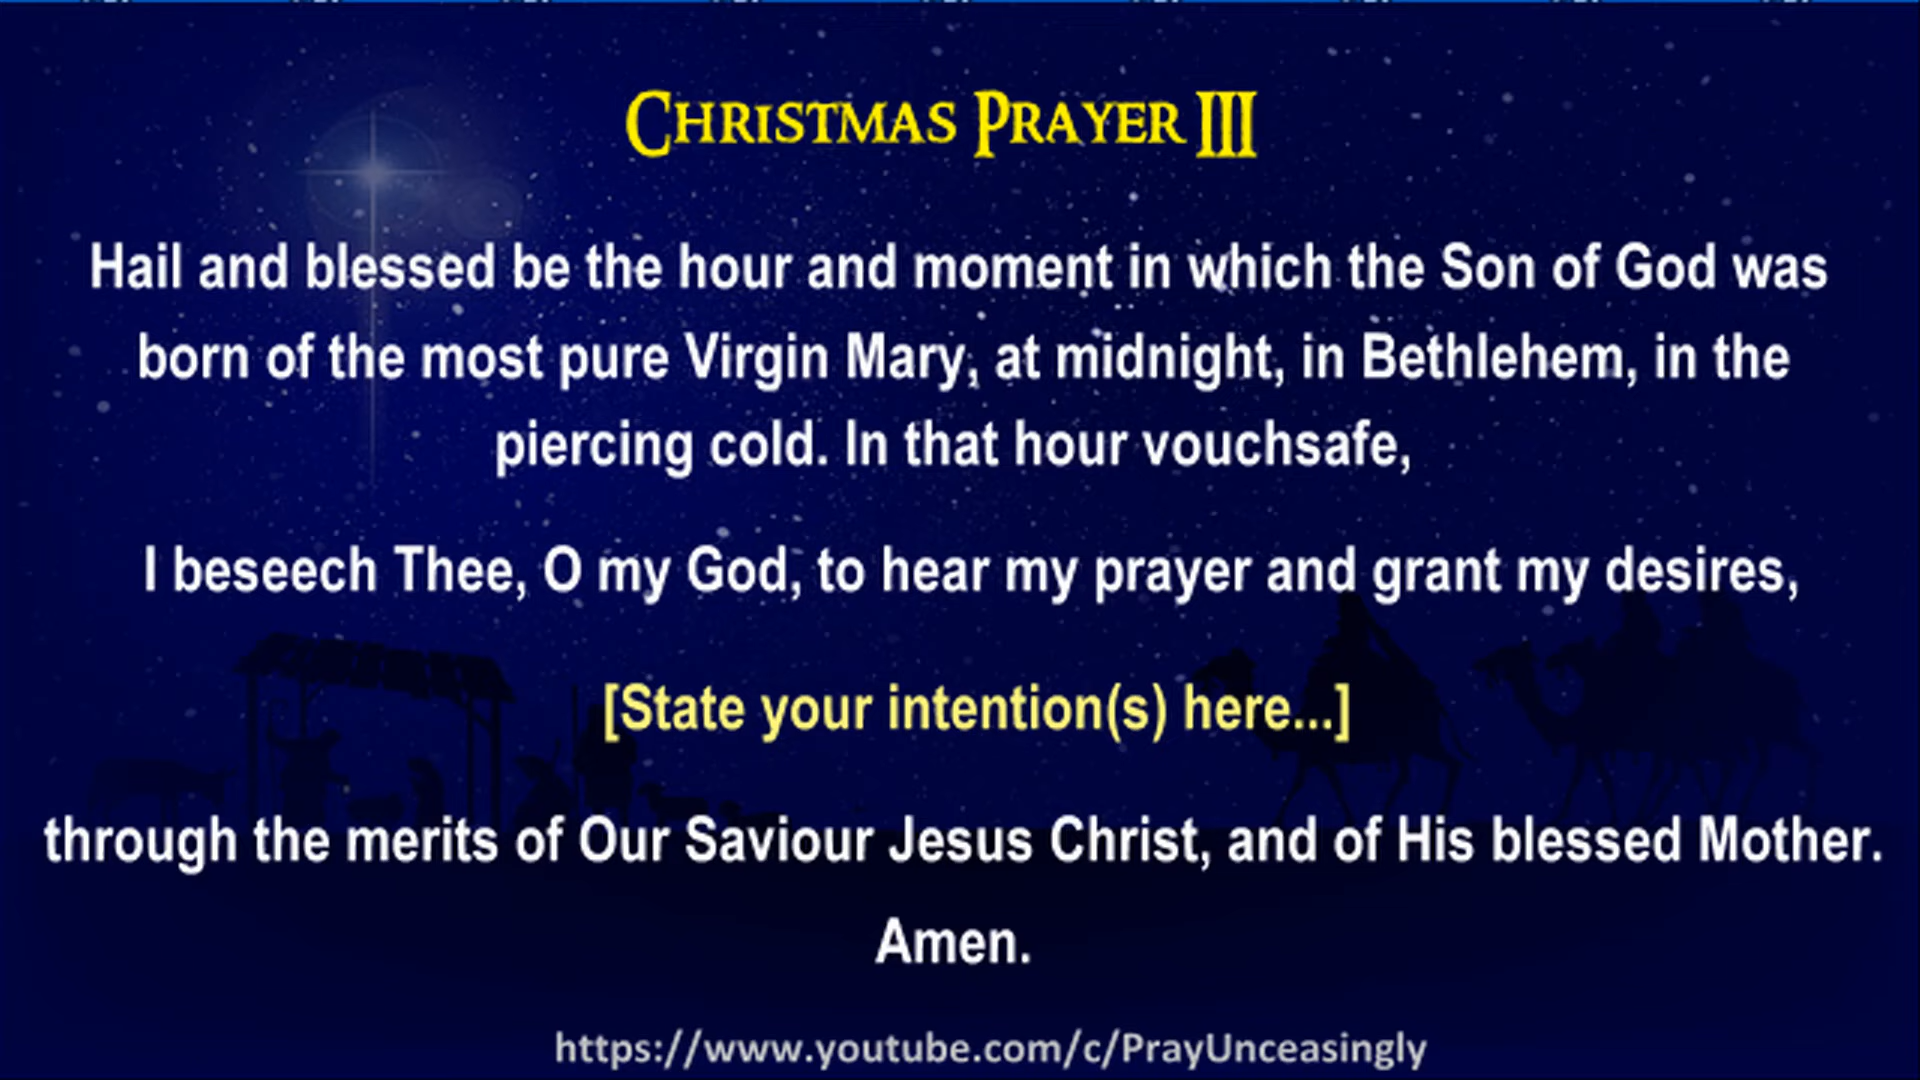 CHRISTMAS PRAYER III
Hail and blessed be the hour and moment in which the Son of God was
born of the most pure Virgin Mary, at midnight, in Bethlehem, in the
piercing cold. In that hour vouchsafe,
I beseech Thee, O my God, to hear my prayer and grant my desires,
[State your intention(s) here...]
through the merits of Our Saviour Jesus Christ, and of His blessed Mother.
Amen.
https://www.youtube.com/c/PrayUnceasingly